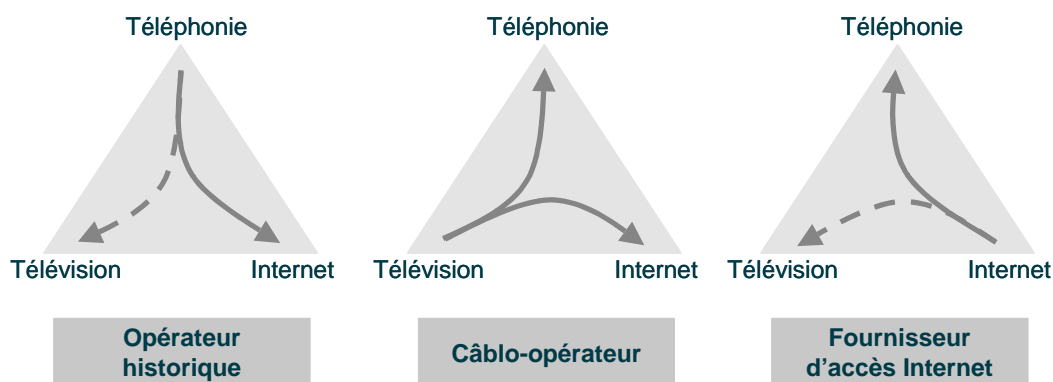 Téléphonie
Télévision
Internet
Opérateur
historique
Téléphonie
Télévision
Internet
Câblo-opérateur
Téléphonie
Télévision
Internet
Fournisseur
d'accès Internet